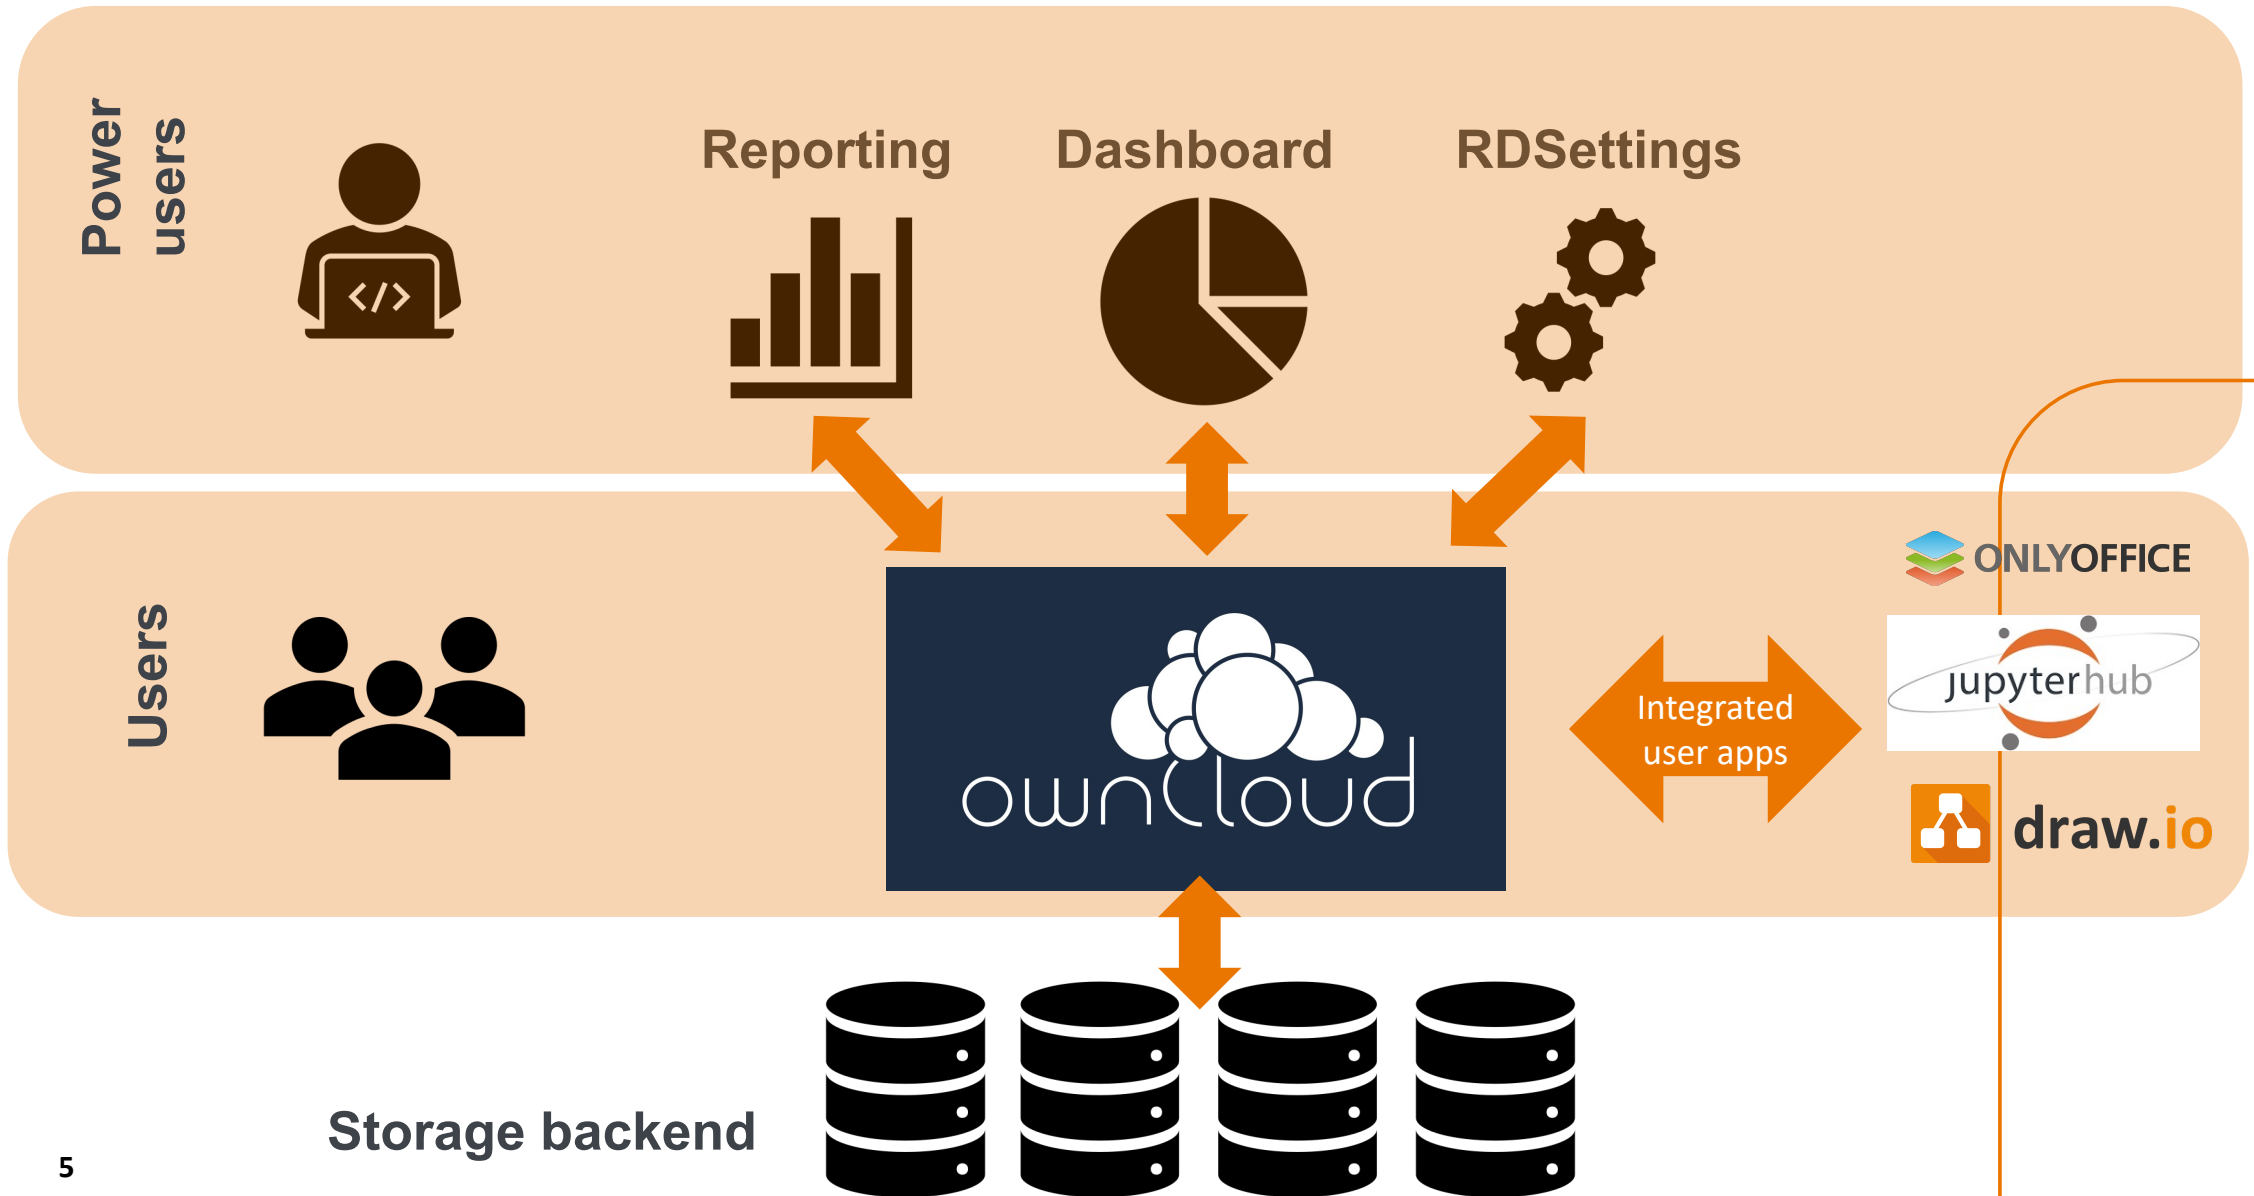 Power
users
Reporting
Dashboard
RDSettings
</>
Users
ownCloud
Integrated
user apps
ONLYOFFICE
jupyterhub
draw.io
Storage backend
5